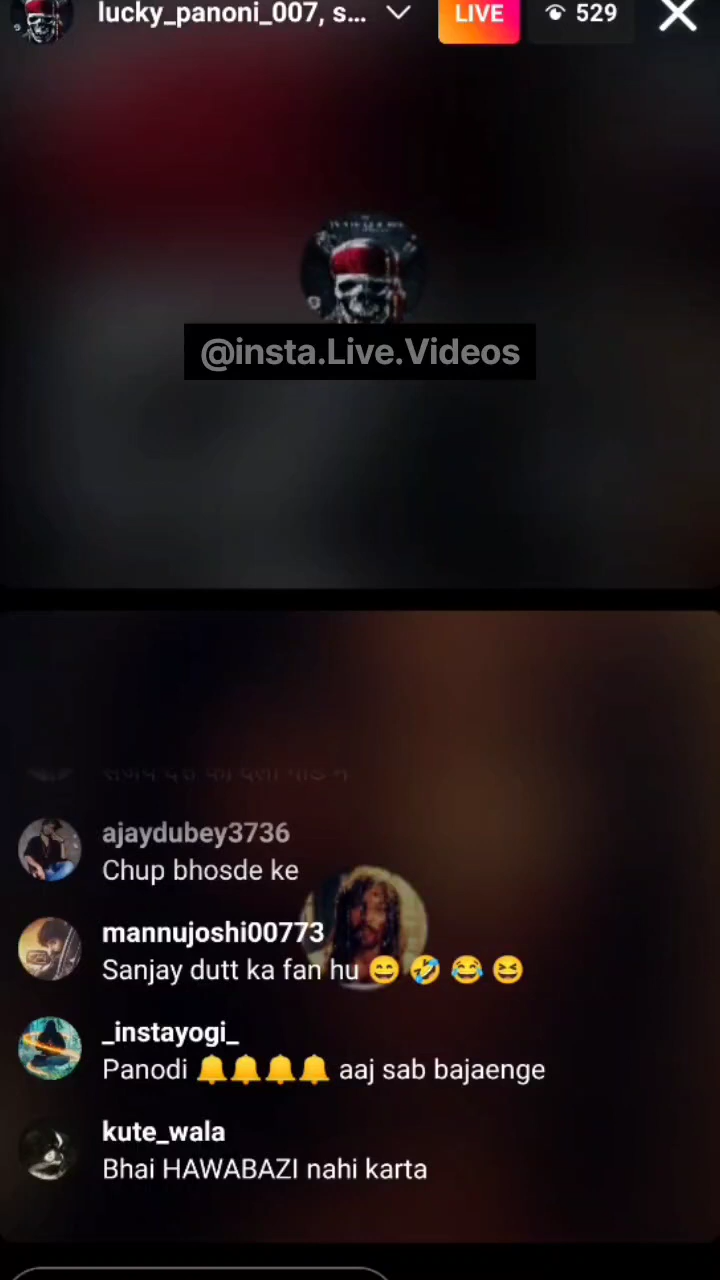 lucky_panoni_007, s...
LIVE
529
@insta.Live.Videos
ajaydubey3736
Chup bhosde ke
mannujoshi00773
Sanjay dutt ka fan hu 😄 🤣 😂 😆
_instayogi_
Panodi 🔔🔔🔔🔔 aaj sab bajaenge
kute_wala
Bhai HAWABAZI nahi karta